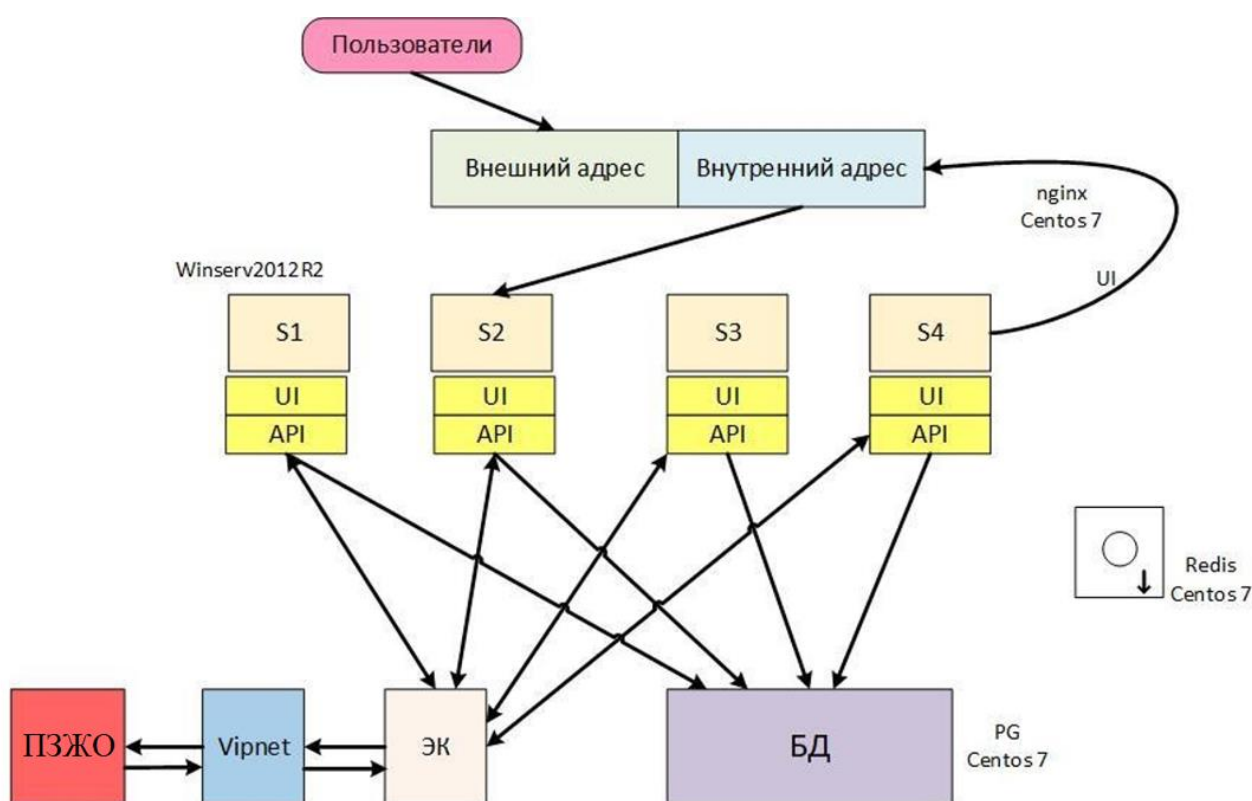 Пользователи
Внешний адрес
Внутренний адрес
nginx
Centos 7
UI
Winserv2012R2
S1
S2
S3
S4
UI
UI
UI
UI
API
API
API
API
Redis
Centos 7
ПЗЖО
Vipnet
ЭК
БД
PG
Centos 7